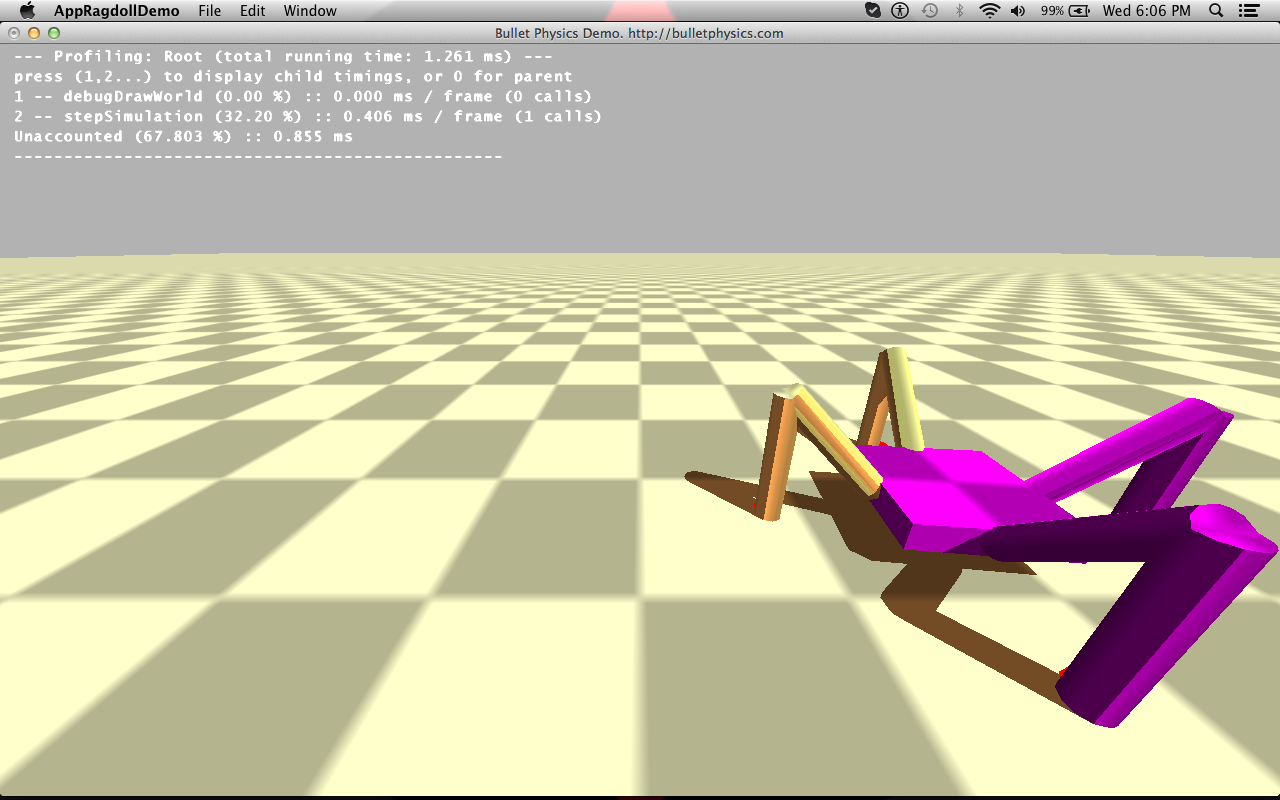 AppRagdollDemo File Edit Window 99% Wed 6:06 PM
Bullet Physics Demo. http://bulletphysics.com
--- Profiling: Root (total running time: 1.261 ms) ---
press (1,2...) to display child timings, or 0 for parent
1 -- debugDrawWorld (0.00 %) :: 0.000 ms / frame (0 calls)
2 -- stepSimulation (32.20 %) :: 0.406 ms / frame (1 calls)
Unaccounted (67.803 %) :: 0.855 ms
-------------------------------------------------